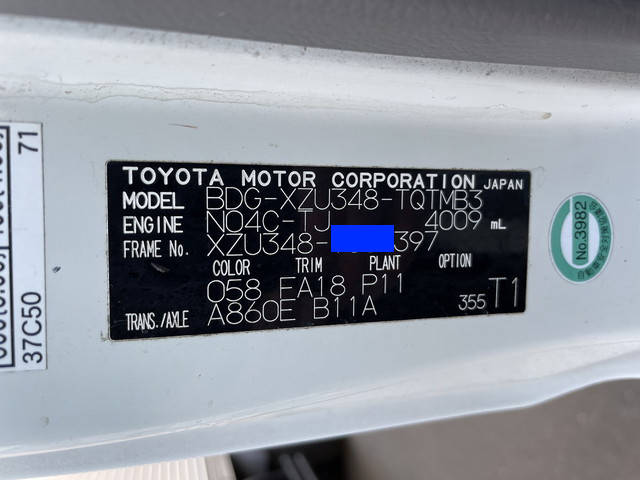 TOYOTA MOTOR CORPORATION JAPAN
MODEL BDG-XZU348-TQTMB3
ENGINE N04C-TJ 4009 mL
FRAME No. XZU348- 397
COLOR TRIM PLANT OPTION
058 FA18 P11
TRANS./AXLE A860E B11A 355 T1
No.3982
71
37C50